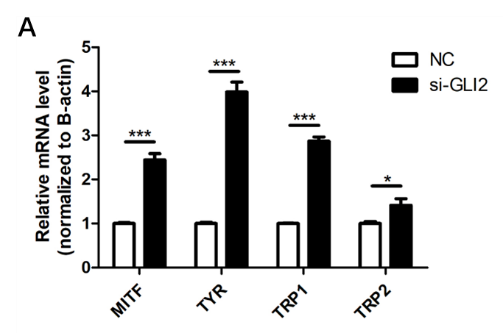 A
Relative mRNA level
(normalized to B-actin)
5
4
3
2
1
0
***
***
***
*
MITF
TYR
TRP1
TRP2
NC
si-GLI2